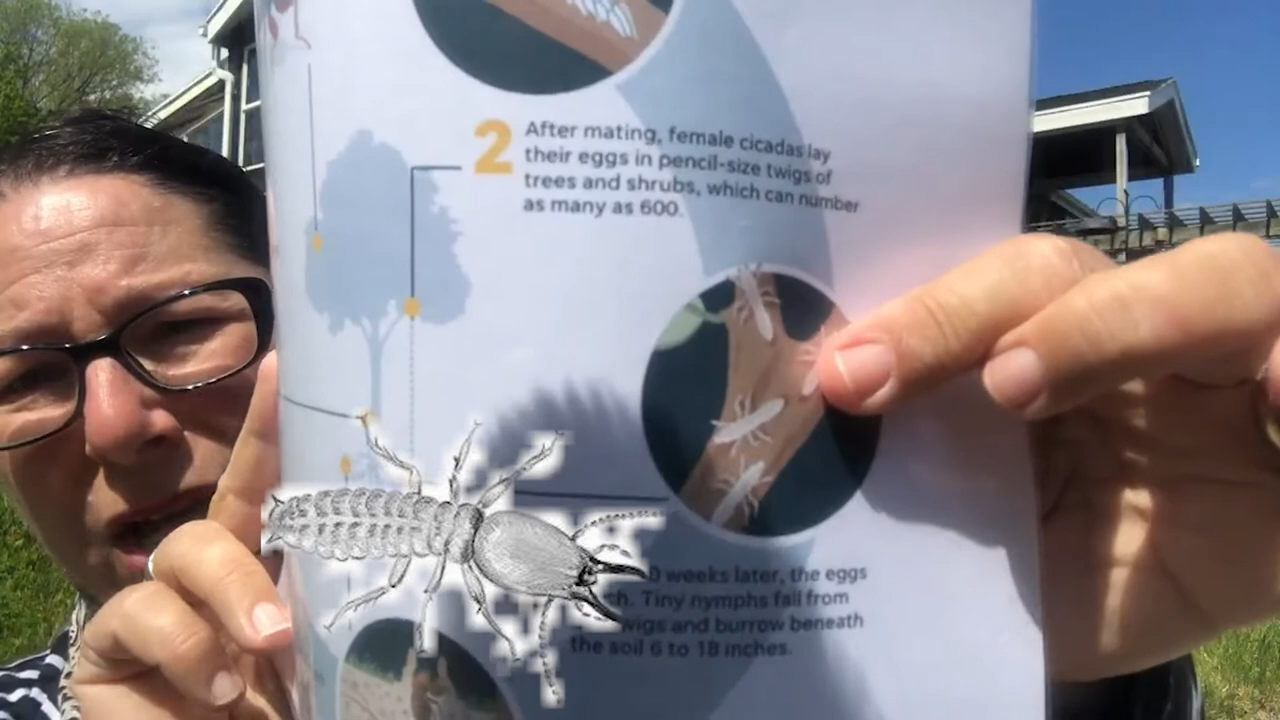 2
After mating, female cicadas lay
their eggs in pencil-size twigs of
trees and shrubs, which can number
as many as 600.
weeks later, the eggs
Tiny nymphs fall from
and burrow beneath
the soil 6 to 18 inches.